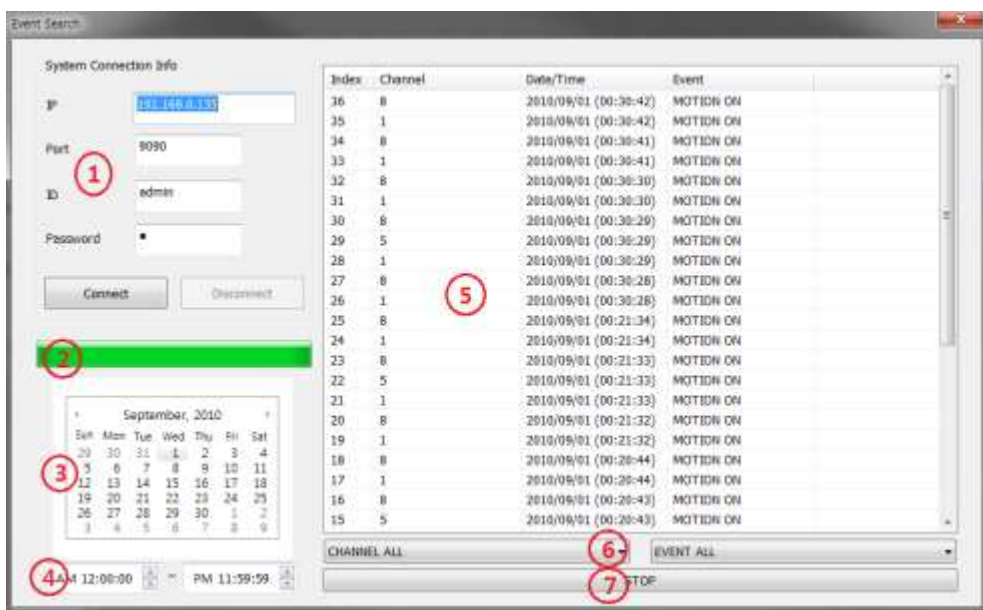 Event Search
System Connection Info
IP 192.168.0.135
Port 9090
ID admin
Password
Connect Disconnect
September, 2010
Sun Mon Tue Wed Thu Fri Sat
29 30 31 1 2 3 4
5 6 7 8 9 10 11
12 13 14 15 16 17 18
19 20 21 22 23 24 25
26 27 28 29 30 1 2
3 4 5 6 7 8 9
AM 12:00:00 ~ PM 11:59:59
Index Channel Date/Time Event
36 8 2010/09/01 (00:30:42) MOTION ON
35 1 2010/09/01 (00:30:42) MOTION ON
34 8 2010/09/01 (00:30:41) MOTION ON
33 1 2010/09/01 (00:30:41) MOTION ON
32 8 2010/09/01 (00:30:30) MOTION ON
31 1 2010/09/01 (00:30:30) MOTION ON
30 8 2010/09/01 (00:30:29) MOTION ON
29 5 2010/09/01 (00:30:29) MOTION ON
28 1 2010/09/01 (00:30:29) MOTION ON
27 8 2010/09/01 (00:30:28) MOTION ON
26 1 2010/09/01 (00:30:28) MOTION ON
25 8 2010/09/01 (00:21:34) MOTION ON
24 1 2010/09/01 (00:21:34) MOTION ON
23 8 2010/09/01 (00:21:33) MOTION ON
22 5 2010/09/01 (00:21:33) MOTION ON
21 1 2010/09/01 (00:21:33) MOTION ON
20 8 2010/09/01 (00:21:32) MOTION ON
19 1 2010/09/01 (00:21:32) MOTION ON
18 8 2010/09/01 (00:20:44) MOTION ON
17 1 2010/09/01 (00:20:44) MOTION ON
16 8 2010/09/01 (00:20:43) MOTION ON
15 5 2010/09/01 (00:20:43) MOTION ON
CHANNEL ALL EVENT ALL
STOP
1
2
3
4
5
6
7